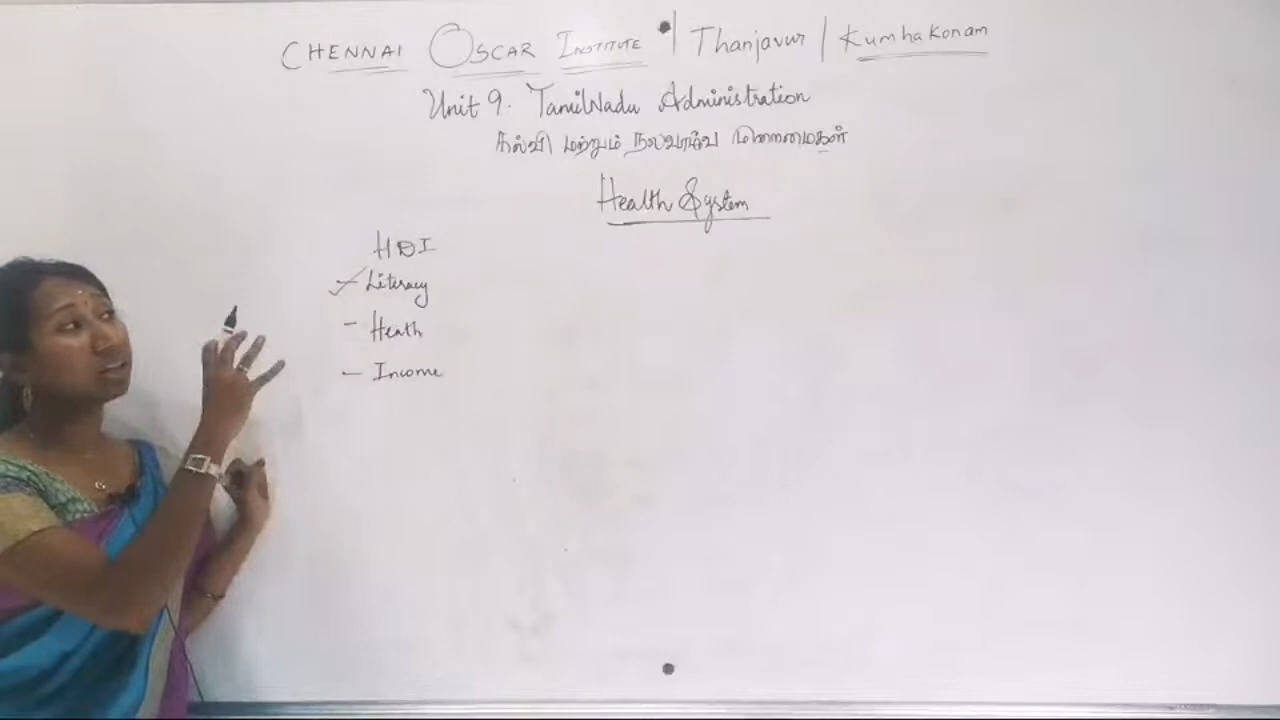 CHENNAI OSCAR INSTITUTE | Thanjavur | Kumbakonam
Unit 9. TamilNadu Administration
கல்வி மற்றும் நலவாழ்வு முறைமைகள்
Health System
HDI
Literacy
- Heath
- Income